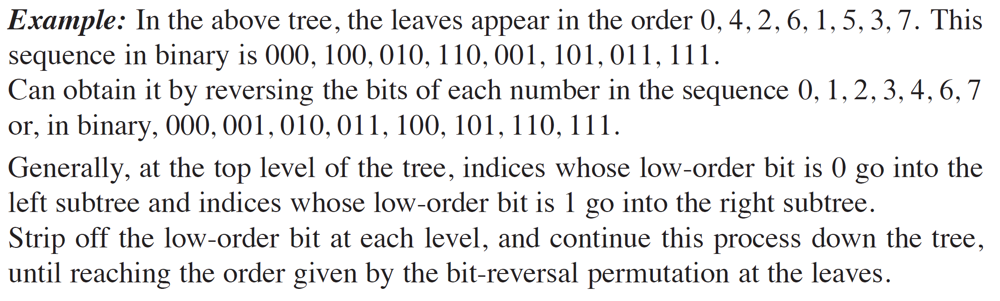 Example: In the above tree, the leaves appear in the order 0, 4, 2, 6, 1, 5, 3, 7. This
sequence in binary is 000, 100, 010, 110, 001, 101, 011, 111.
Can obtain it by reversing the bits of each number in the sequence 0, 1, 2, 3, 4, 6, 7
or, in binary, 000, 001, 010, 011, 100, 101, 110, 111.
Generally, at the top level of the tree, indices whose low-order bit is 0 go into the
left subtree and indices whose low-order bit is 1 go into the right subtree.
Strip off the low-order bit at each level, and continue this process down the tree,
until reaching the order given by the bit-reversal permutation at the leaves.